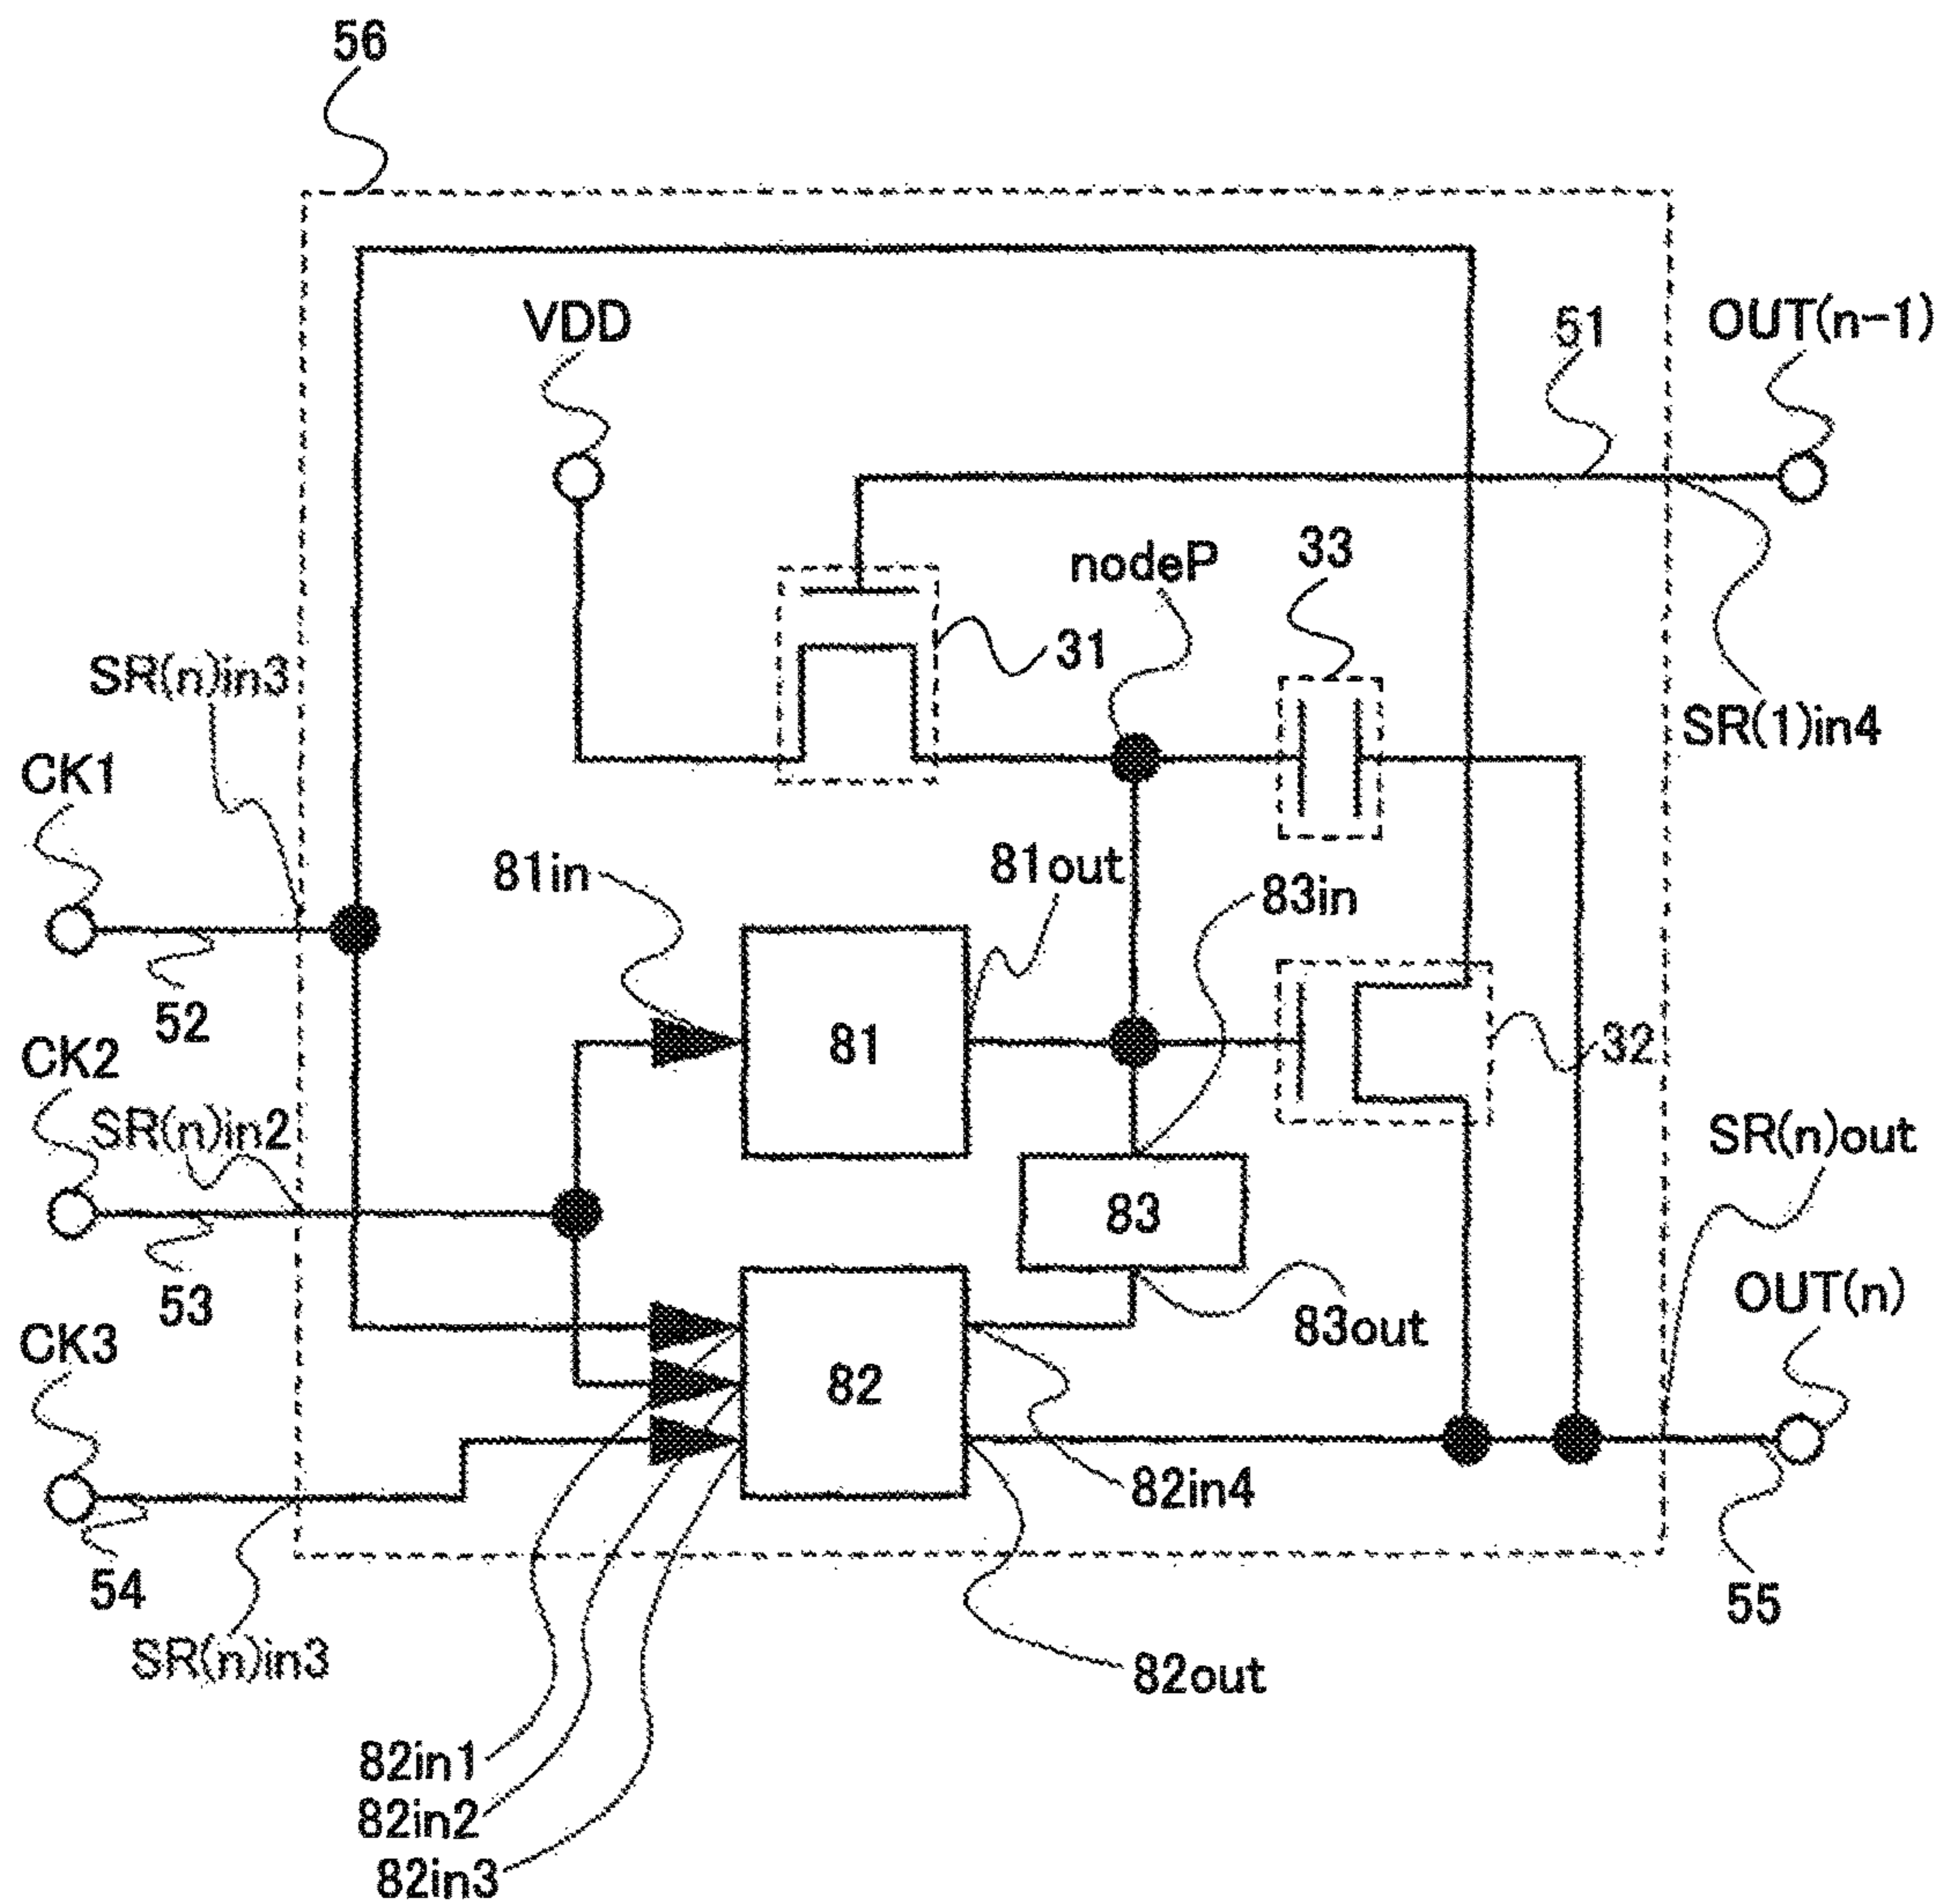 56
VDD
51
OUT(n-1)
nodeP
33
31
SR(n)in3
SR(1)in4
CK1
81in
81out
83in
52
81
32
CK2
SR(n)in2
SR(n)out
53
83
OUT(n)
CK3
83out
82
82in4
54
55
SR(n)in3
82out
82in1
82in2
82in3